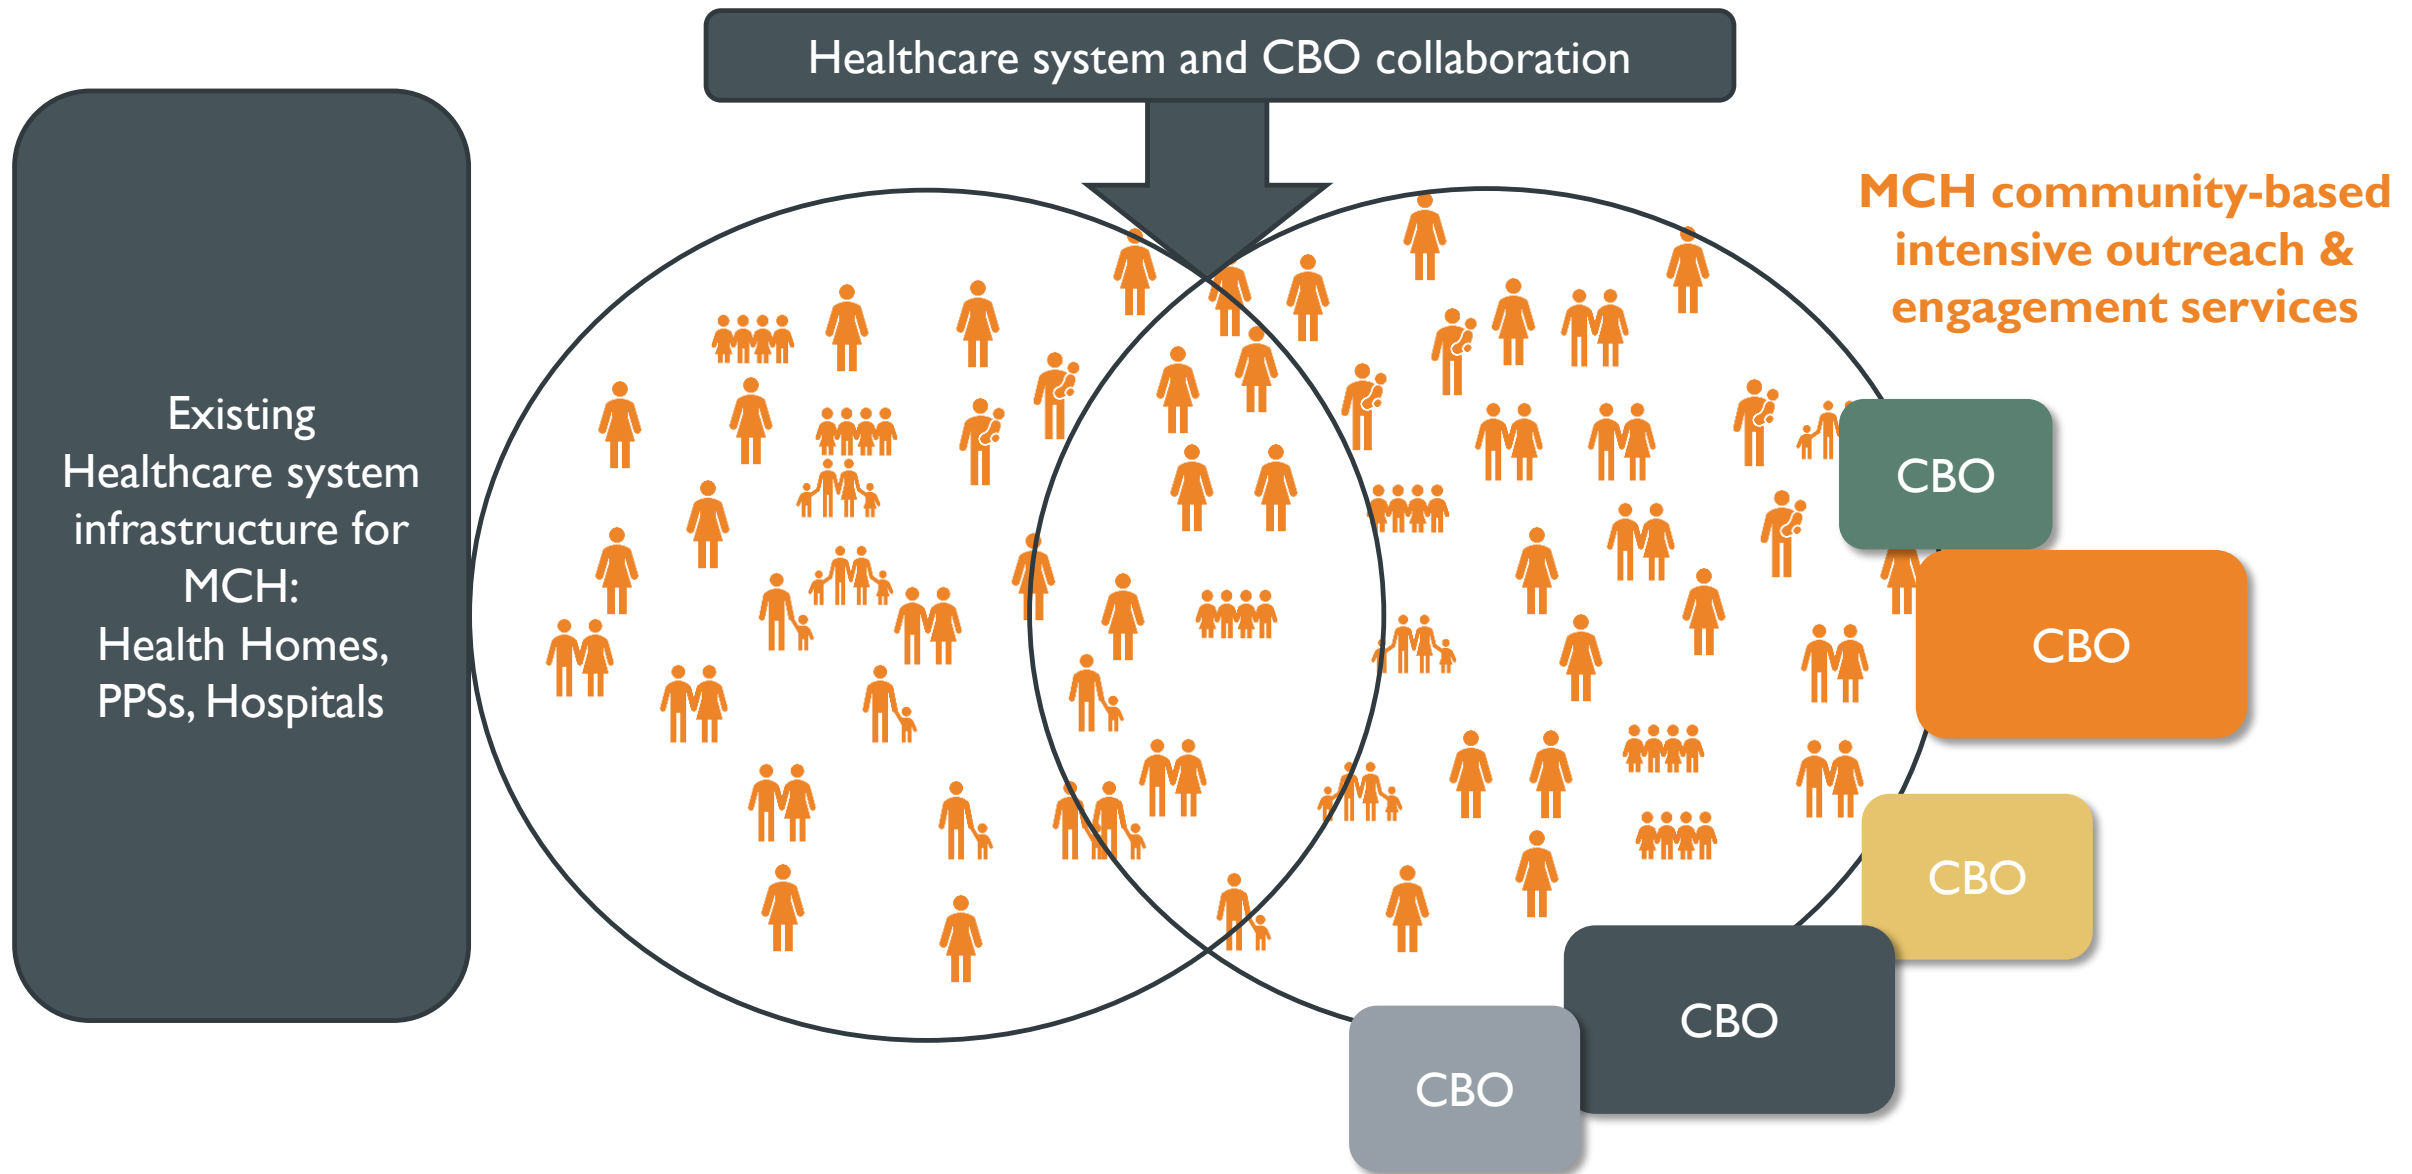 Healthcare system and CBO collaboration
Existing
Healthcare system
infrastructure for
MCH:
Health Homes,
PPSs, Hospitals
MCH community-based
intensive outreach &
engagement services
CBO
CBO
CBO
CBO
CBO